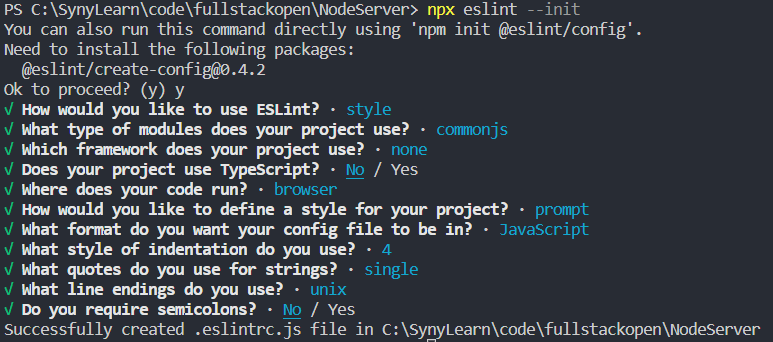 PS C:\SynyLearn\code\fullstackopen\NodeServer> npx eslint --init
You can also run this command directly using 'npm init @eslint/config'.
Need to install the following packages:
  @eslint/create-config@0.4.2
Ok to proceed? (y) y
√ How would you like to use ESLint? · style
√ What type of modules does your project use? · commonjs
√ Which framework does your project use? · none
√ Does your project use TypeScript? · No / Yes
√ Where does your code run? · browser
√ How would you like to define a style for your project? · prompt
√ What format do you want your config file to be in? · JavaScript
√ What style of indentation do you use? · 4
√ What quotes do you use for strings? · single
√ What line endings do you use? · unix
√ Do you require semicolons? · No / Yes
Successfully created .eslintrc.js file in C:\SynyLearn\code\fullstackopen\NodeServer